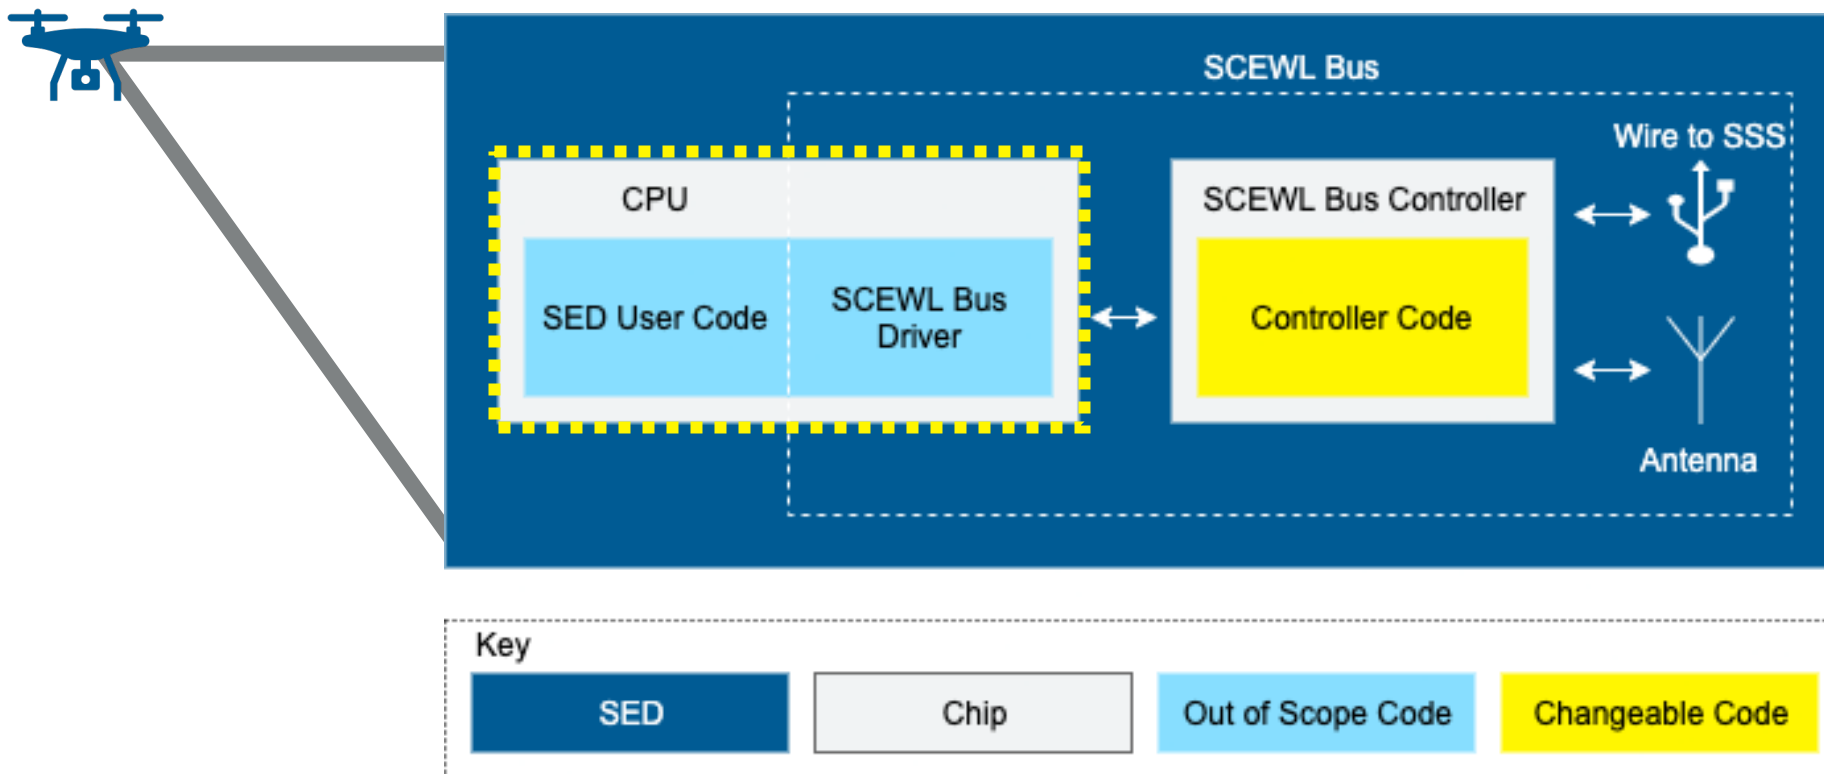 SCEWL Bus
Wire to SSS
CPU
SCEWL Bus Controller
SED User Code
SCEWL Bus
Driver
Controller Code
Antenna
Key
SED
Chip
Out of Scope Code
Changeable Code